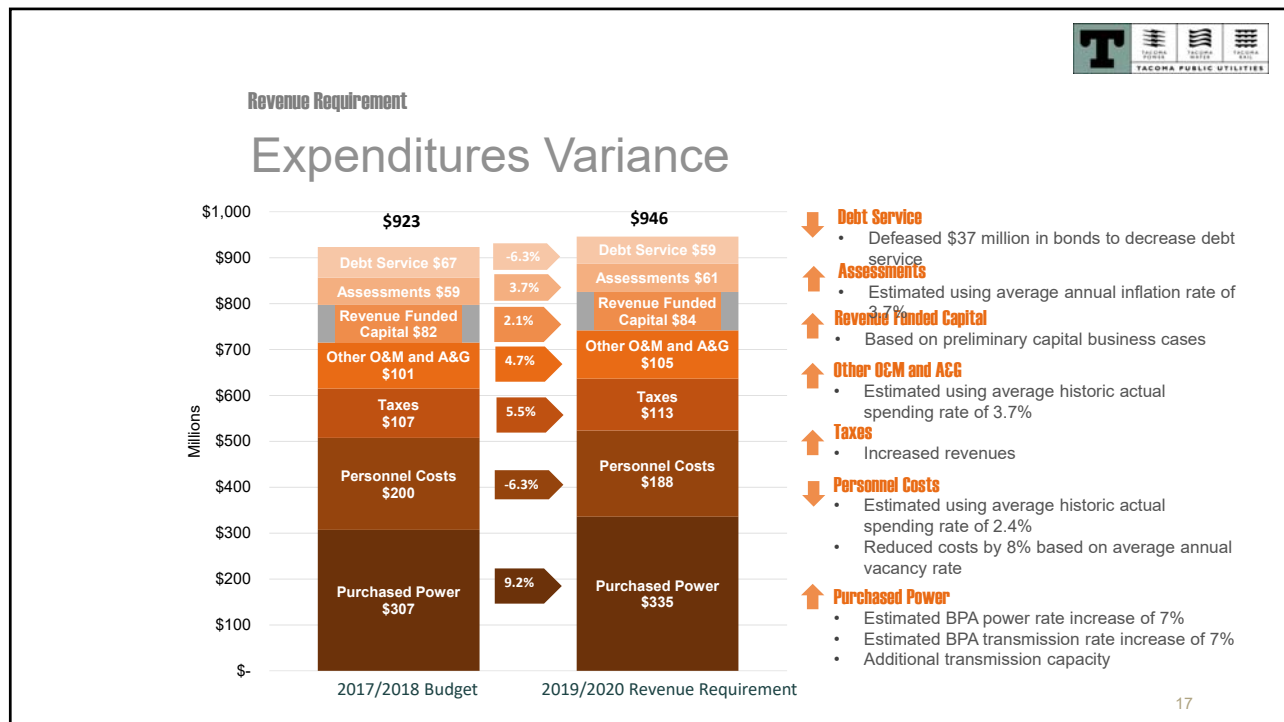 T
TACOMA POWER
TACOMA WATER
TACOMA RAIL
TACOMA PUBLIC UTILITIES
Revenue Requirement
Expenditures Variance
Millions
$1,000
$900
$800
$700
$600
$500
$400
$300
$200
$100
$-
$923
Debt Service $67
Assessments $59
Revenue Funded
Capital $82
Other O&M and A&G
$101
Taxes
$107
Personnel Costs
$200
Purchased Power
$307
2017/2018 Budget
-6.3%
3.7%
2.1%
4.7%
5.5%
-6.3%
9.2%
$946
Debt Service $59
Assessments $61
Revenue Funded
Capital $84
Other O&M and A&G
$105
Taxes
$113
Personnel Costs
$188
Purchased Power
$335
2019/2020 Revenue Requirement
Debt Service
• Defeased $37 million in bonds to decrease debt
service
Assessments
• Estimated using average annual inflation rate of
3.7%
Revenue Funded Capital
• Based on preliminary capital business cases
Other O&M and A&G
• Estimated using average historic actual
spending rate of 3.7%
Taxes
• Increased revenues
Personnel Costs
• Estimated using average historic actual
spending rate of 2.4%
• Reduced costs by 8% based on average annual
vacancy rate
Purchased Power
• Estimated BPA power rate increase of 7%
• Estimated BPA transmission rate increase of 7%
• Additional transmission capacity
17